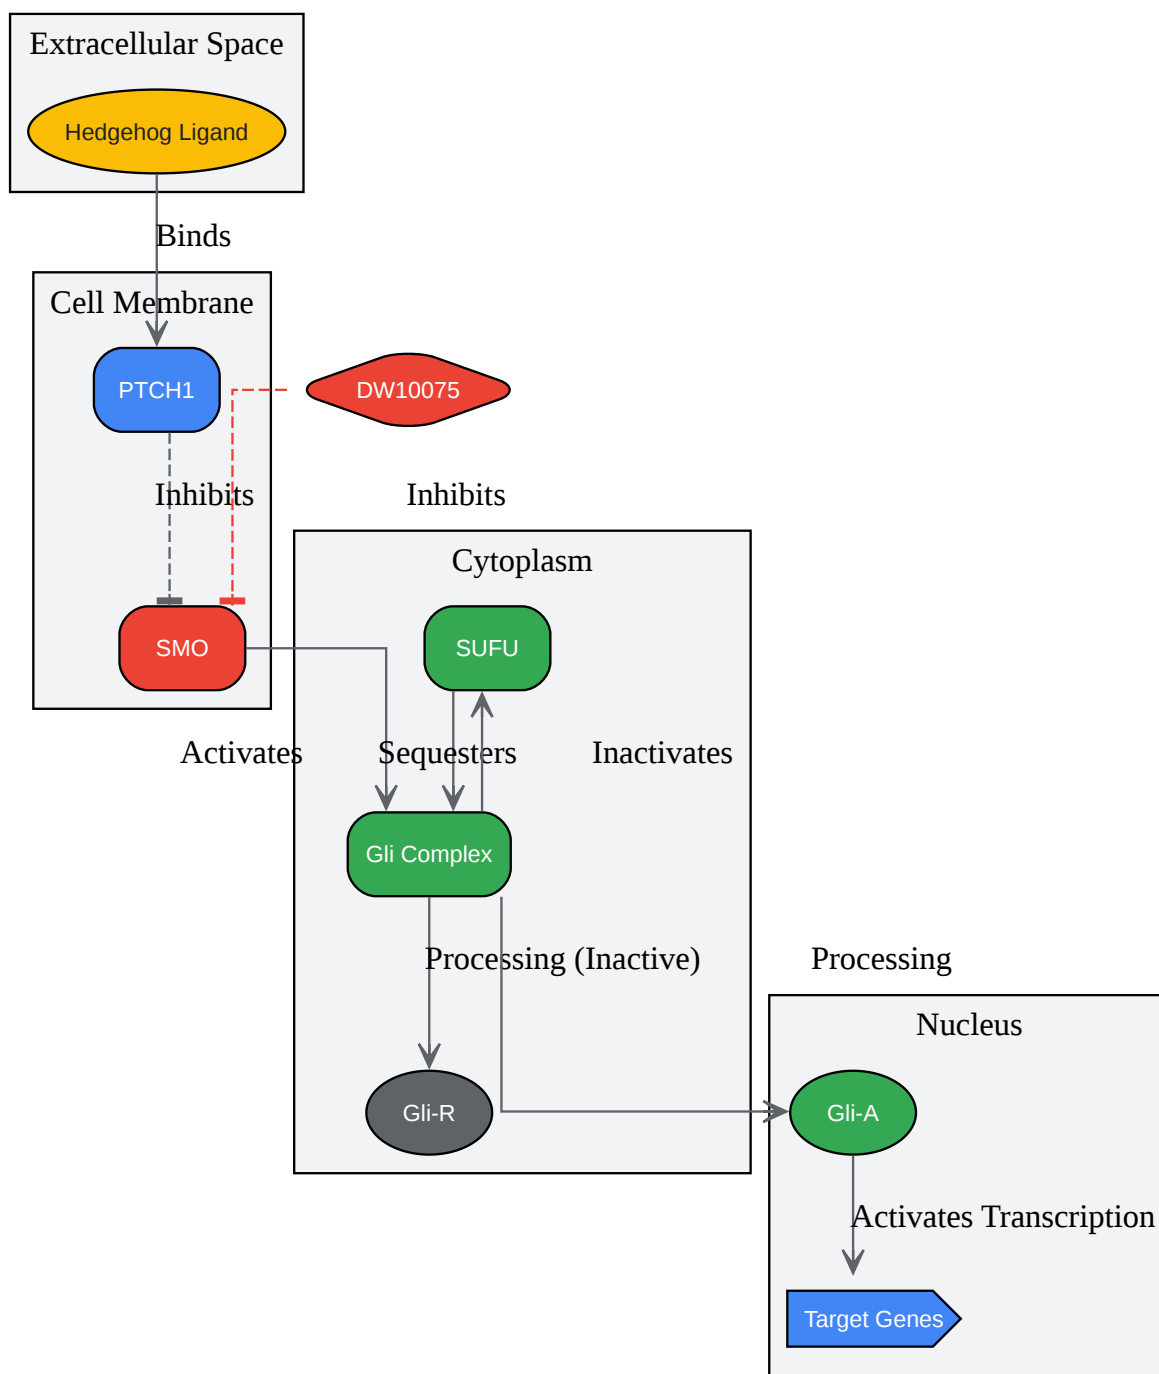 Extracellular Space
Hedgehog Ligand
Binds
Cell Membrane
PTCH1
DW10075
Inhibits
Inhibits
Cytoplasm
SMO
SUFU
Activates
Sequesters
Inactivates
Gli Complex
Processing (Inactive)
Processing
Nucleus
Gli-R
Gli-A
Activates Transcription
Target Genes